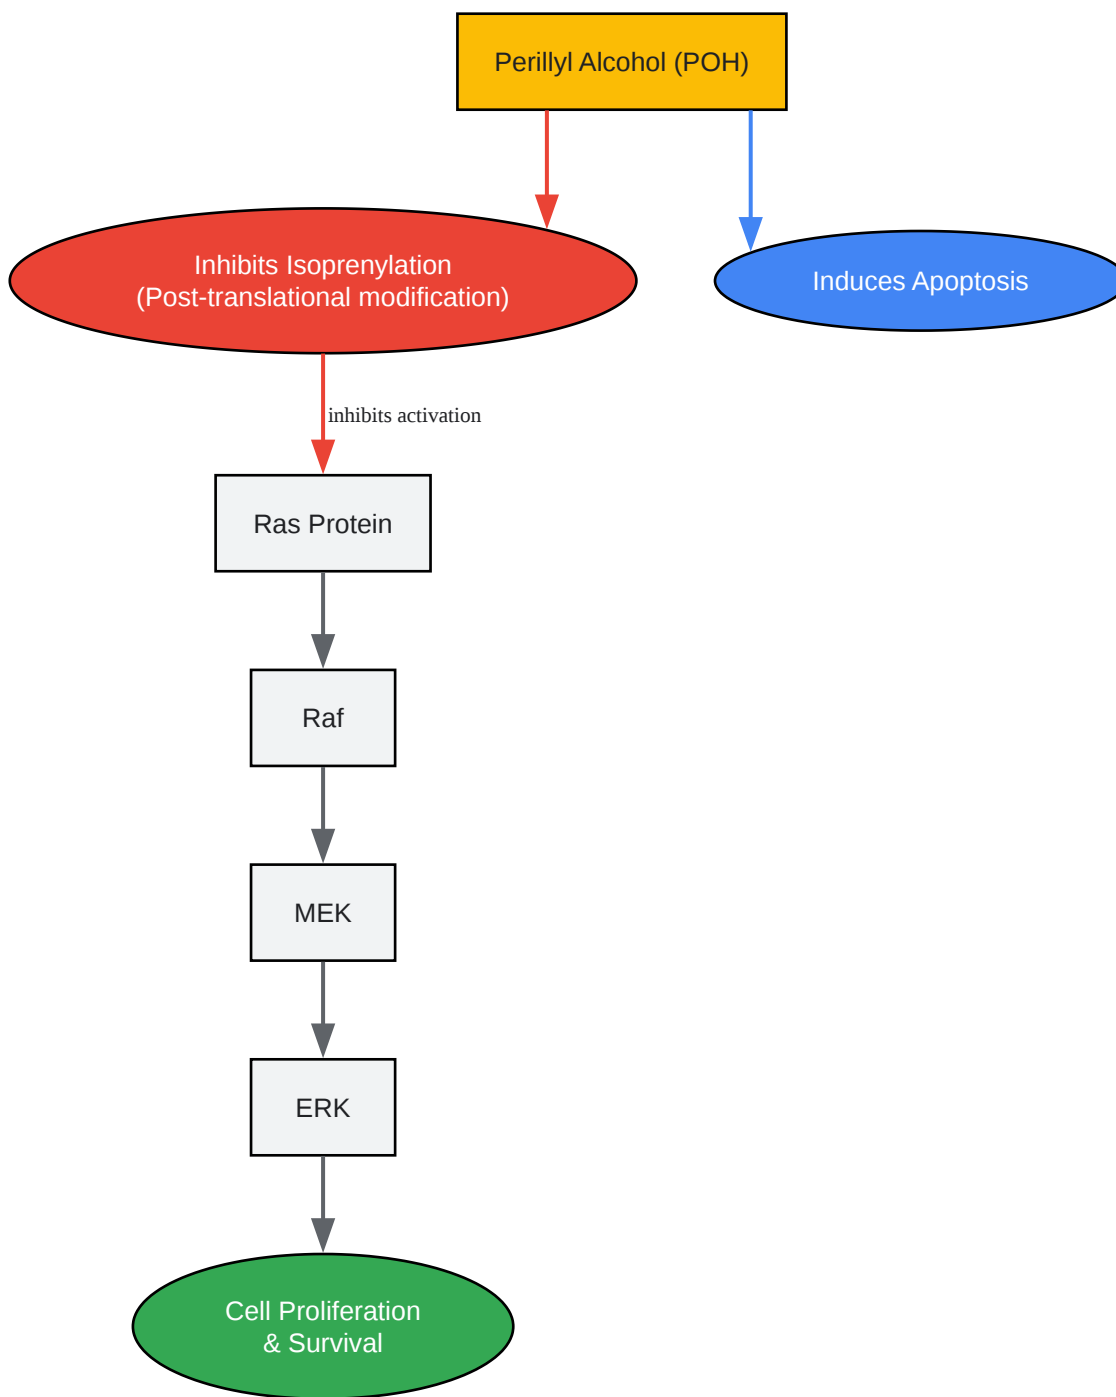 Perillyl Alcohol (POH)
Inhibits Isoprenylation
(Post-translational modification)
Induces Apoptosis
inhibits activation
Ras Protein
Raf
MEK
ERK
Cell Proliferation
& Survival